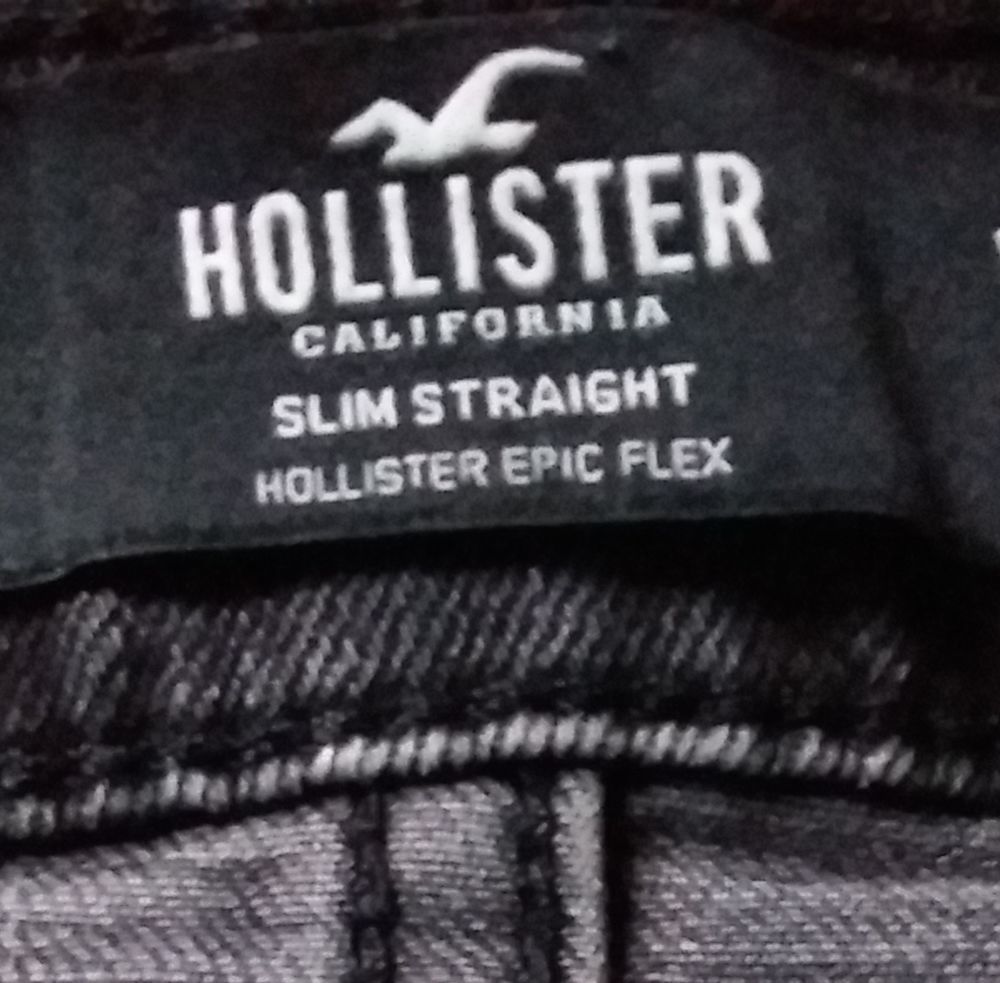 HOLLISTER
CALIFORNIA
SLIM STRAIGHT
HOLLISTER EPIC FLEX